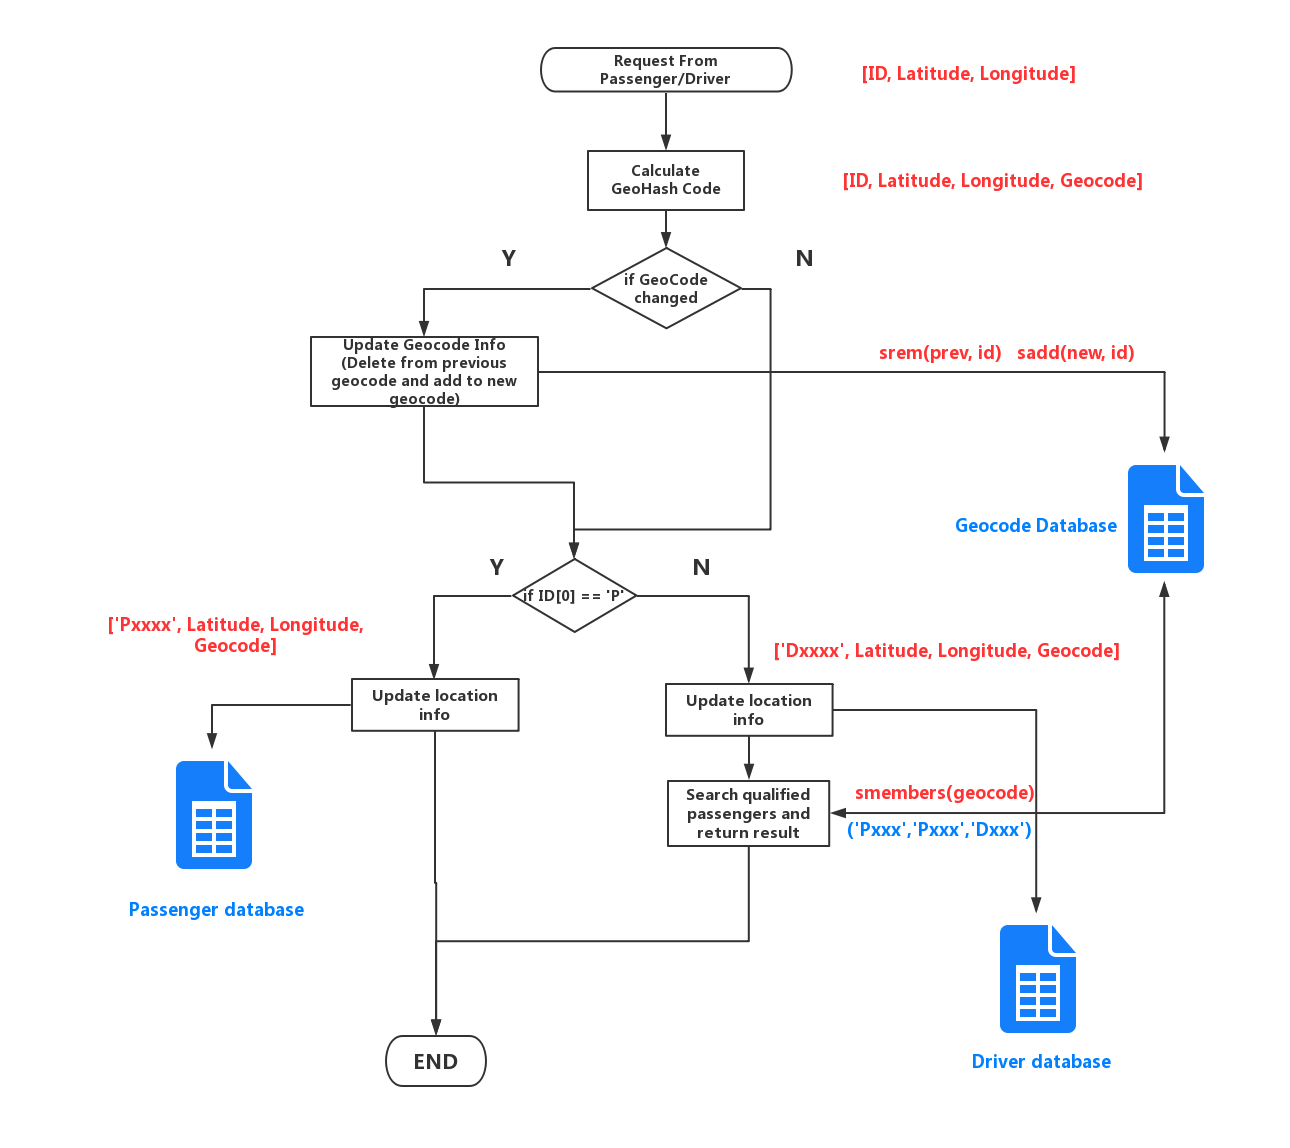 Request From
Passenger/Driver
[ID, Latitude, Longitude]
Calculate
GeoHash Code
[ID, Latitude, Longitude, Geocode]
Y
N
if GeoCode
changed
Update Geocode Info
(Delete from previous
geocode and add to new
geocode)
srem(prev, id)   sadd(new, id)
Geocode Database
Y
N
if ID[0] == 'P'
['Pxxxx', Latitude, Longitude,
Geocode]
['Dxxxx', Latitude, Longitude, Geocode]
Update location
info
Update location
info
Search qualified
passengers and
return result
smembers(geocode)
('Pxxx','Pxxx','Dxxx')
Passenger database
END
Driver database